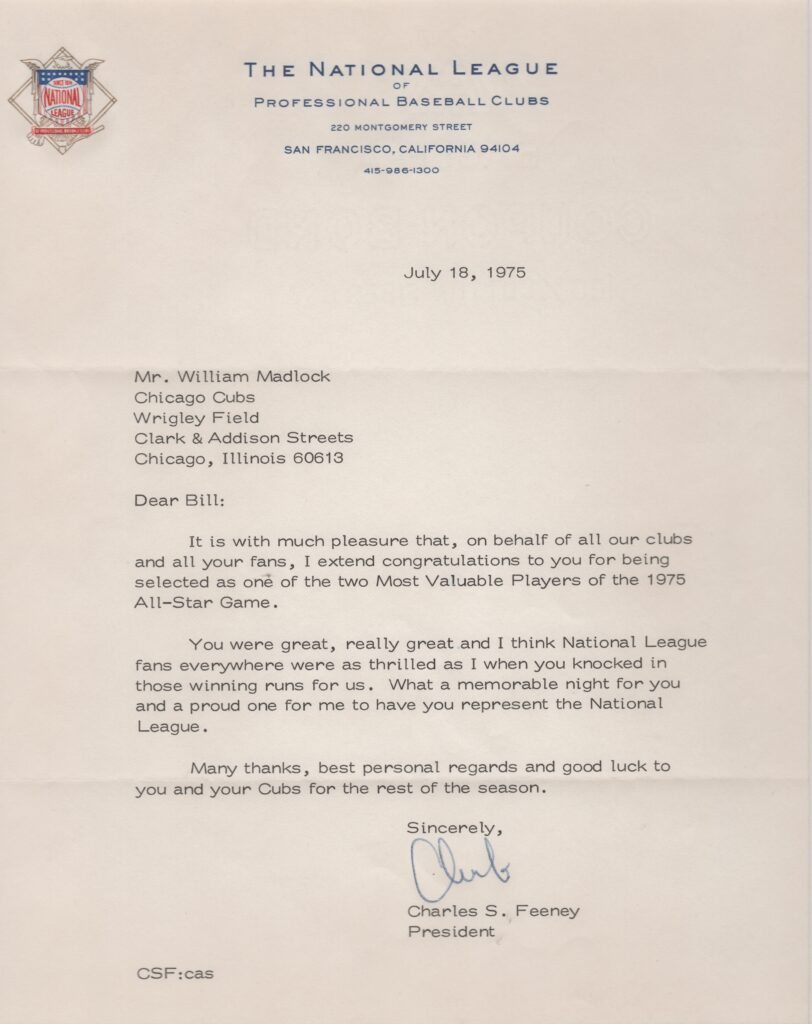 THE NATIONAL LEAGUE
OF
PROFESSIONAL BASEBALL CLUBS
220 MONTGOMERY STREET
SAN FRANCISCO, CALIFORNIA 94104
415-986-1300
SINCE 1876
NATIONAL
LEAGUE
July 18, 1975
Mr. William Madlock
Chicago Cubs
Wrigley Field
Clark & Addison Streets
Chicago, Illinois 60613
Dear Bill:
It is with much pleasure that, on behalf of all our clubs
and all your fans, I extend congratulations to you for being
selected as one of the two Most Valuable Players of the 1975
All-Star Game.
You were great, really great and I think National League
fans everywhere were as thrilled as I when you knocked in
those winning runs for us. What a memorable night for you
and a proud one for me to have you represent the National
League.
Many thanks, best personal regards and good luck to
you and your Cubs for the rest of the season.
Sincerely,
Chub
Charles S. Feeney
President
CSF:cas